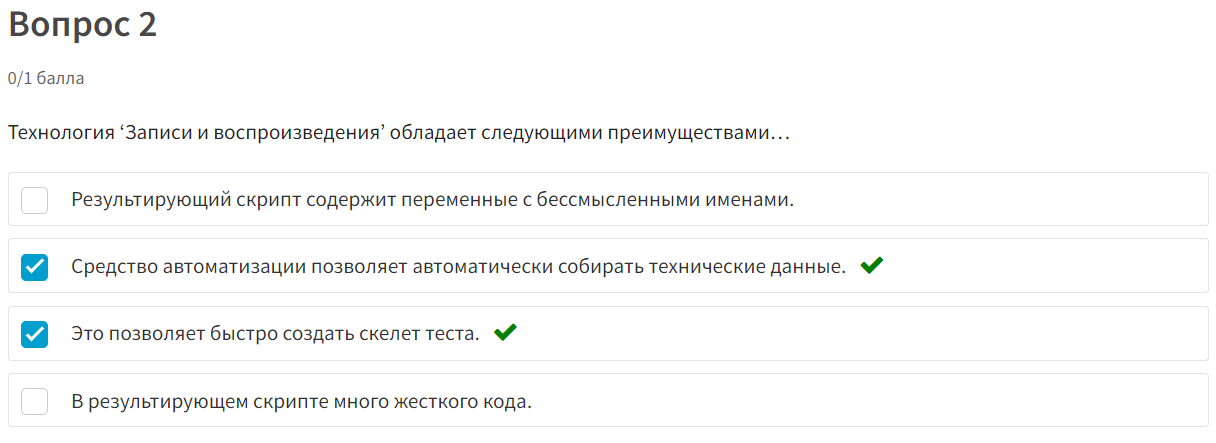 Вопрос 2
0/1 балла
Технология ‘Записи и воспроизведения’ обладает следующими преимуществами…
Результирующий скрипт содержит переменные с бессмысленными именами.
Средство автоматизации позволяет автоматически собирать технические данные.
Это позволяет быстро создать скелет теста.
В результирующем скрипте много жесткого кода.